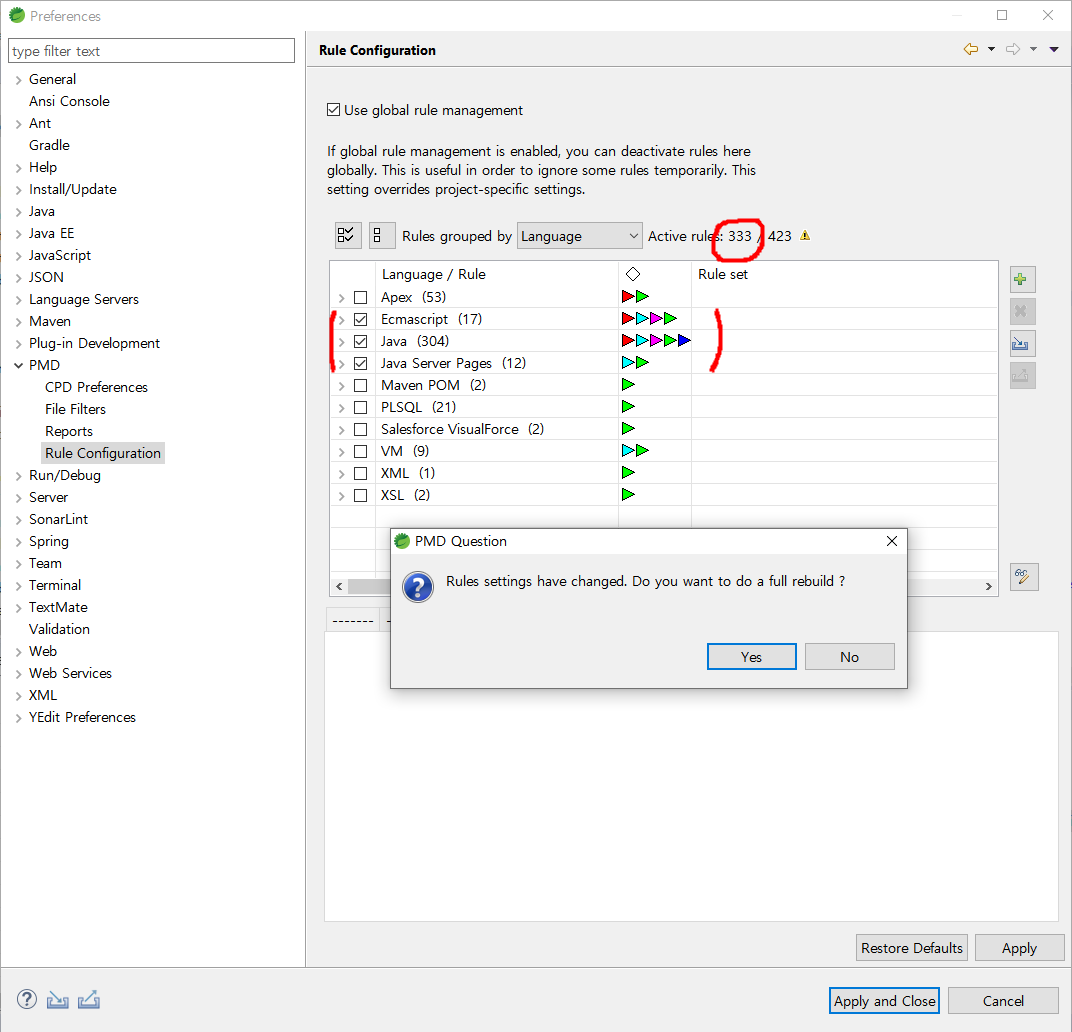 Preferences
type filter text
General
Ansi Console
Ant
Gradle
Help
Install/Update
Java
Java EE
JavaScript
JSON
Language Servers
Maven
Plug-in Development
PMD
CPD Preferences
File Filters
Reports
Rule Configuration
Run/Debug
Server
SonarLint
Spring
Team
Terminal
TextMate
Validation
Web
Web Services
XML
YEdit Preferences
Rule Configuration
Use global rule management
If global rule management is enabled, you can deactivate rules here
globally. This is useful in order to ignore some rules temporarily. This
setting overrides project-specific settings.
Rules grouped by Language Active rules: 333 / 423
Language / Rule Rule set
Apex (53)
Ecmascript (17)
Java (304)
Java Server Pages (12)
Maven POM (2)
PLSQL (21)
Salesforce VisualForce (2)
VM (9)
XML (1)
XSL (2)
PMD Question
Rules settings have changed. Do you want to do a full rebuild ?
Yes No
-------
Restore Defaults Apply
Apply and Close Cancel